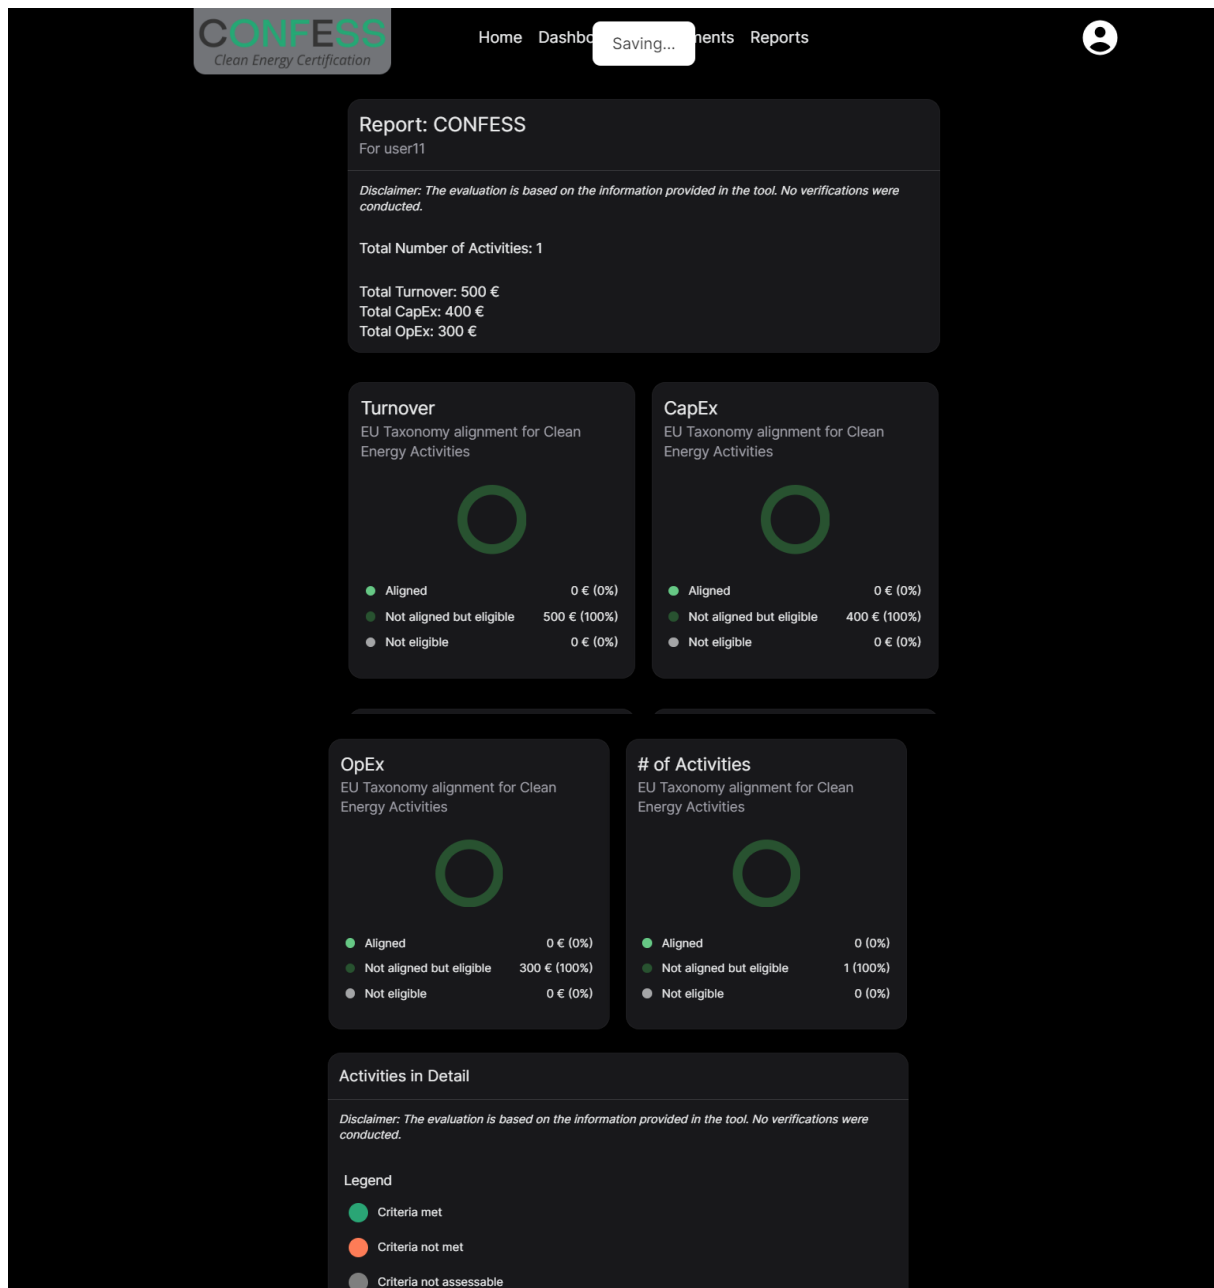 CONFESS
Clean Energy Certification
Home Dashbo Saving... nents Reports
Report: CONFESS
For user11
Disclaimer: The evaluation is based on the information provided in the tool. No verifications were
conducted.
Total Number of Activities: 1
Total Turnover: 500 €
Total CapEx: 400 €
Total OpEx: 300 €
Turnover
EU Taxonomy alignment for Clean
Energy Activities
Aligned 0 € (0%)
Not aligned but eligible 500 € (100%)
Not eligible 0 € (0%)
CapEx
EU Taxonomy alignment for Clean
Energy Activities
Aligned 0 € (0%)
Not aligned but eligible 400 € (100%)
Not eligible 0 € (0%)
OpEx
EU Taxonomy alignment for Clean
Energy Activities
Aligned 0 € (0%)
Not aligned but eligible 300 € (100%)
Not eligible 0 € (0%)
# of Activities
EU Taxonomy alignment for Clean
Energy Activities
Aligned 0 (0%)
Not aligned but eligible 1 (100%)
Not eligible 0 (0%)
Activities in Detail
Disclaimer: The evaluation is based on the information provided in the tool. No verifications were
conducted.
Legend
Criteria met
Criteria not met
Criteria not assessable